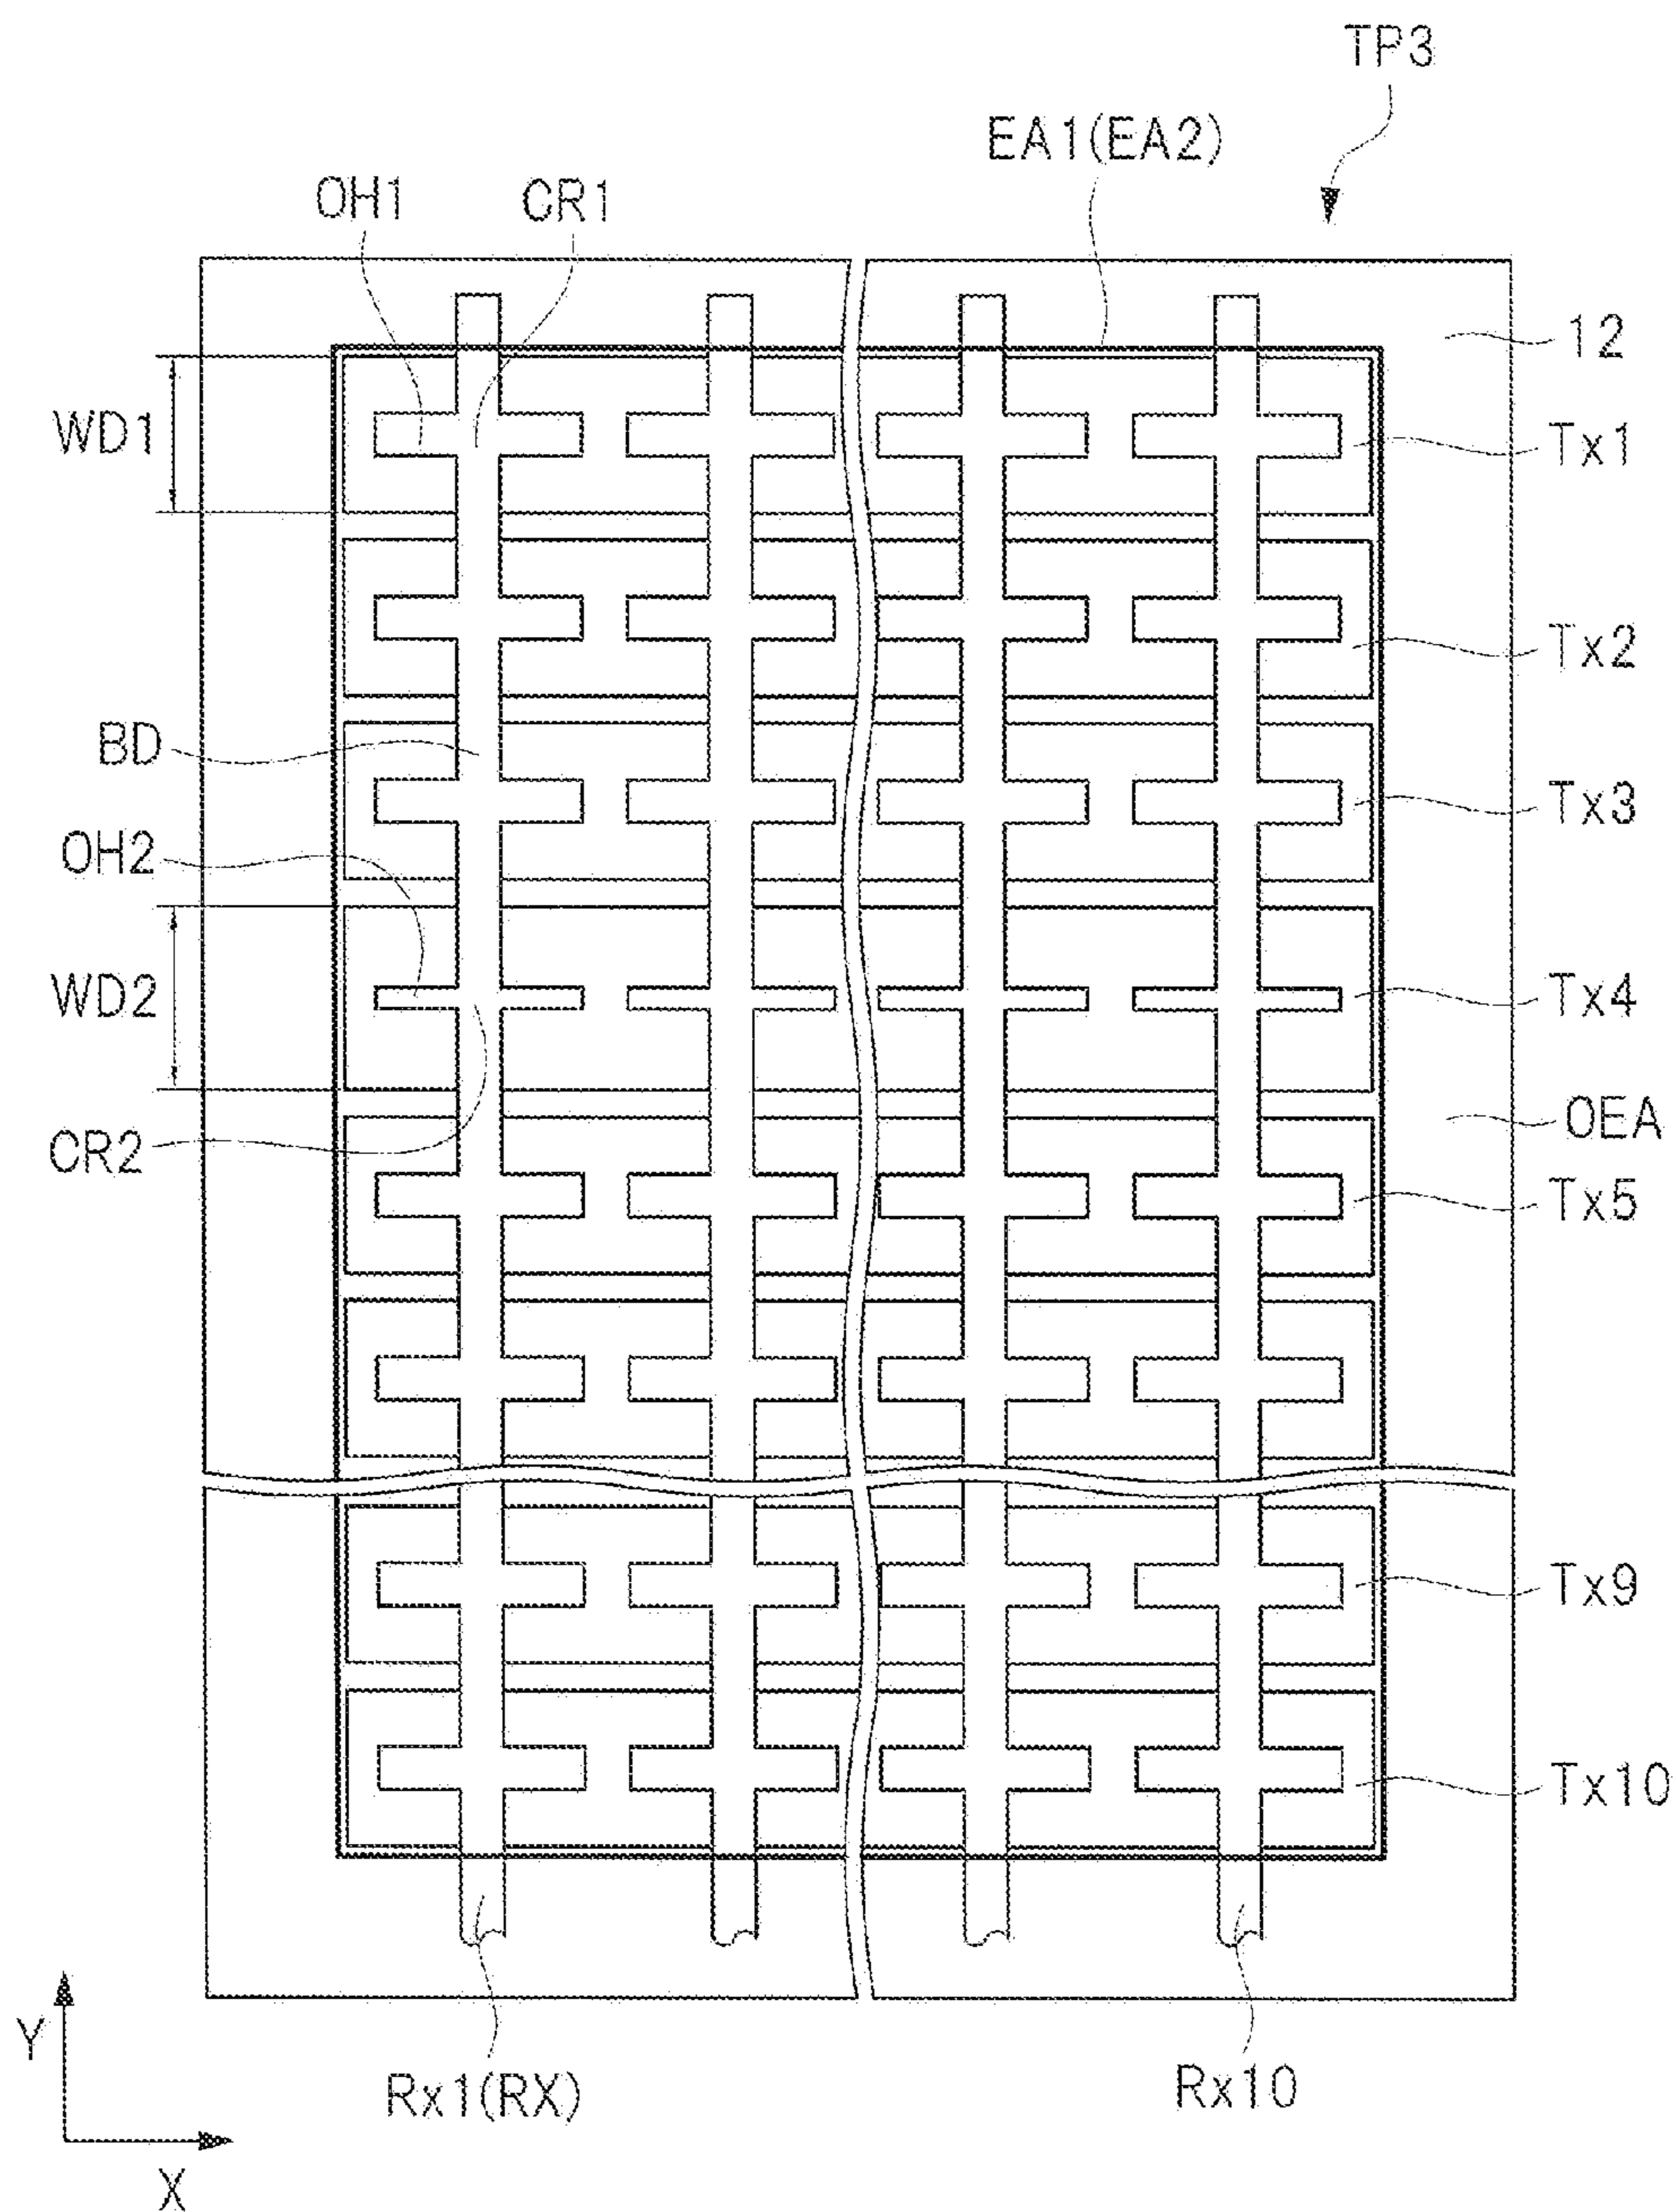 TP3
EA1(EA2)
OH1
CR1
12
WD1
Tx1
Tx2
BD
Tx3
OH2
WD2
Tx4
OEA
CR2
Tx5
Tx9
Tx10
Rx1(RX)
Rx10
Y
X